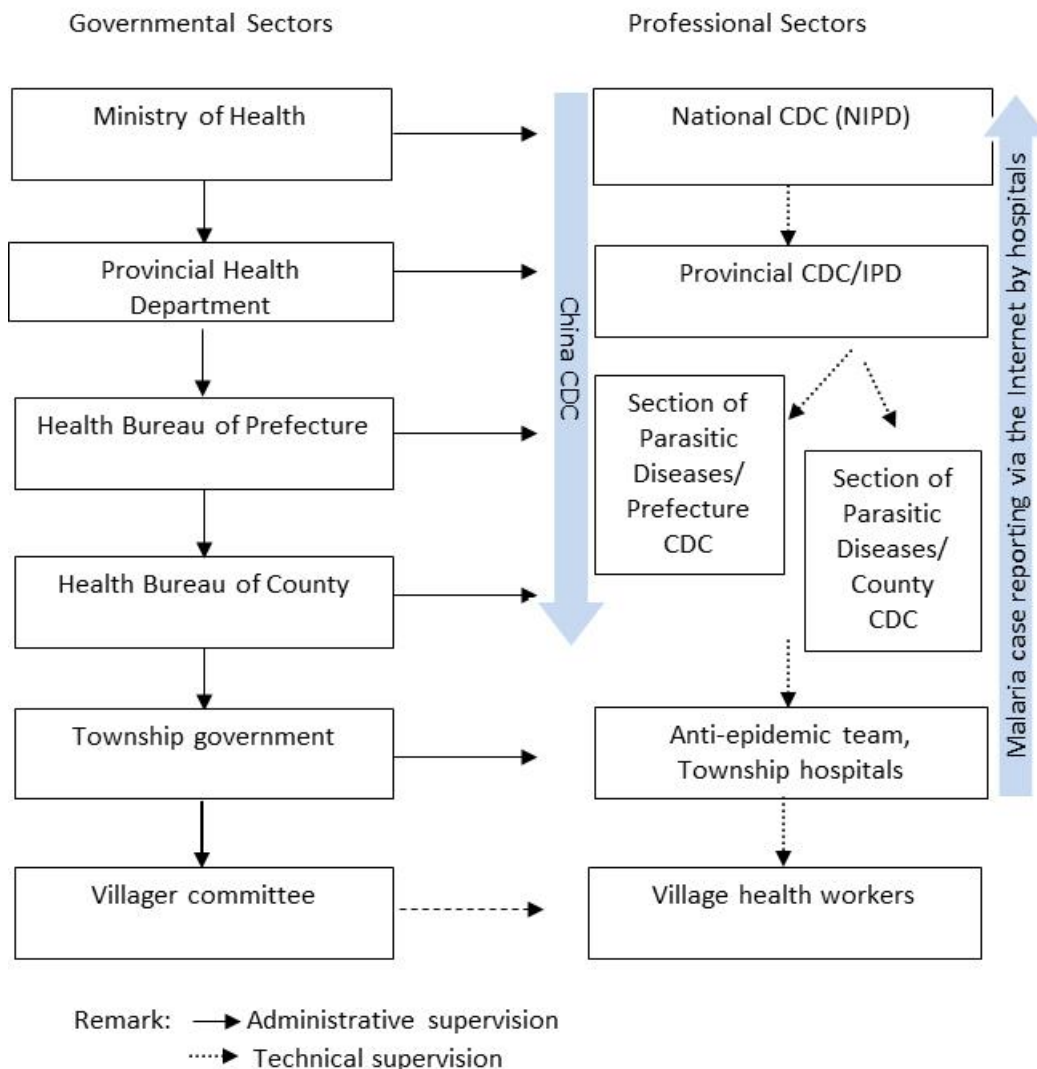 Governmental Sectors
Professional Sectors
Ministry of Health
National CDC (NIPD)
Provincial Health
Department
Provincial CDC/IPD
Health Bureau of Prefecture
Section of
Parasitic
Diseases/
Prefecture
CDC
Section of
Parasitic
Diseases/
County
CDC
Health Bureau of County
Township government
Anti-epidemic team,
Township hospitals
Villager committee
Village health workers
China CDC
Malaria case reporting via the Internet by hospitals
Remark:
Administrative supervision
Technical supervision